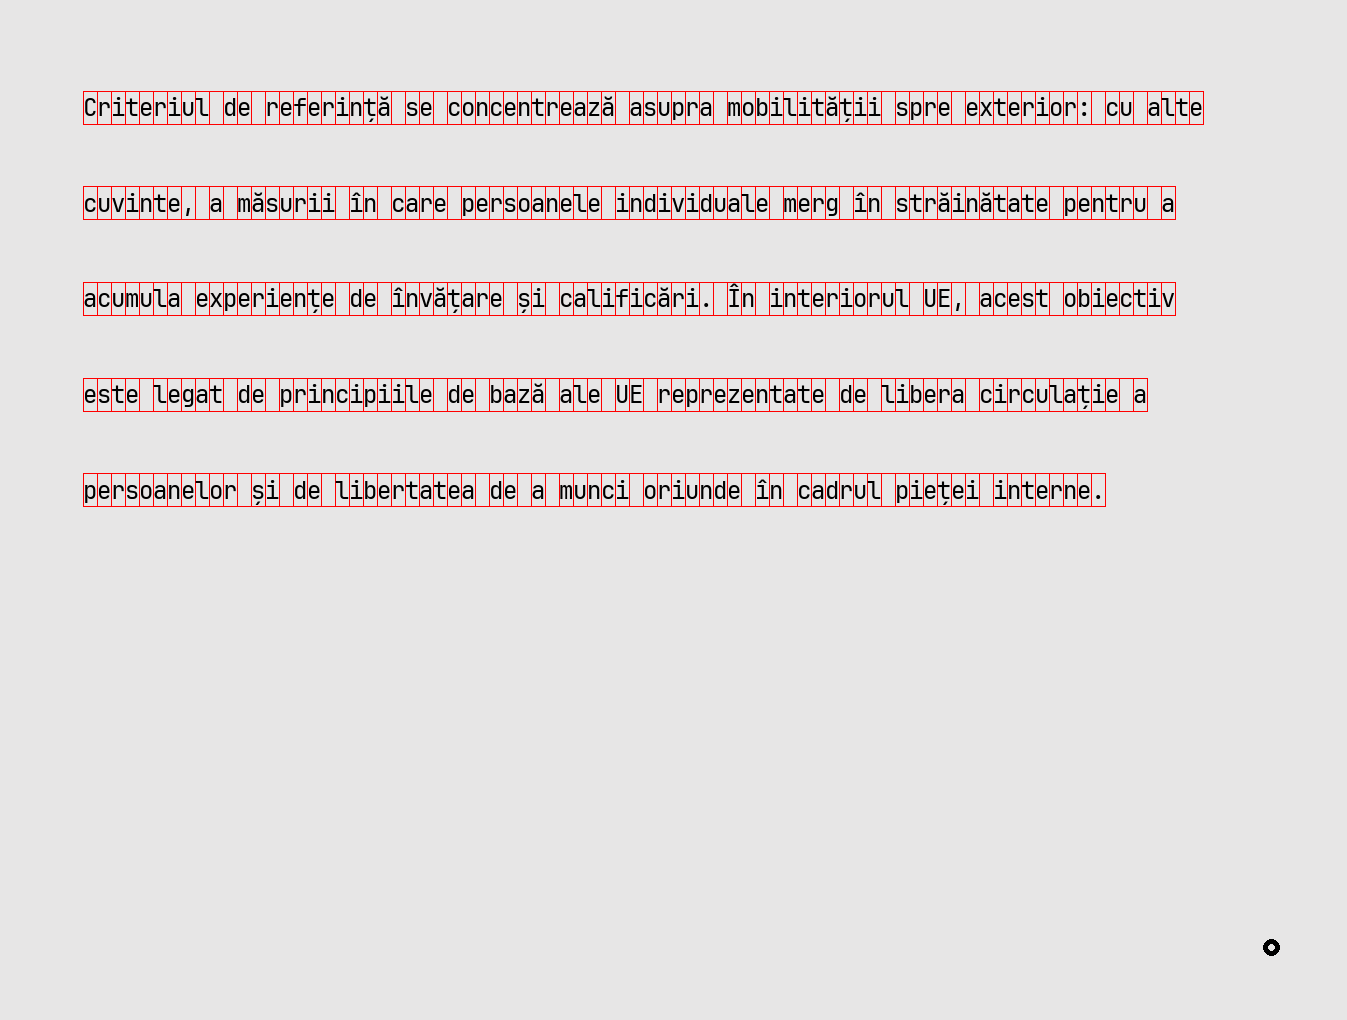 Criteriul de referință se concentrează asupra mobilității spre exterior: cu alte
cuvinte, a măsurii în care persoanele individuale merg în străinătate pentru a
acumula experiențe de învățare și calificări. În interiorul UE, acest obiectiv
este legat de principiile de bază ale UE reprezentate de libera circulație a
persoanelor și de libertatea de a munci oriunde în cadrul pieței interne.